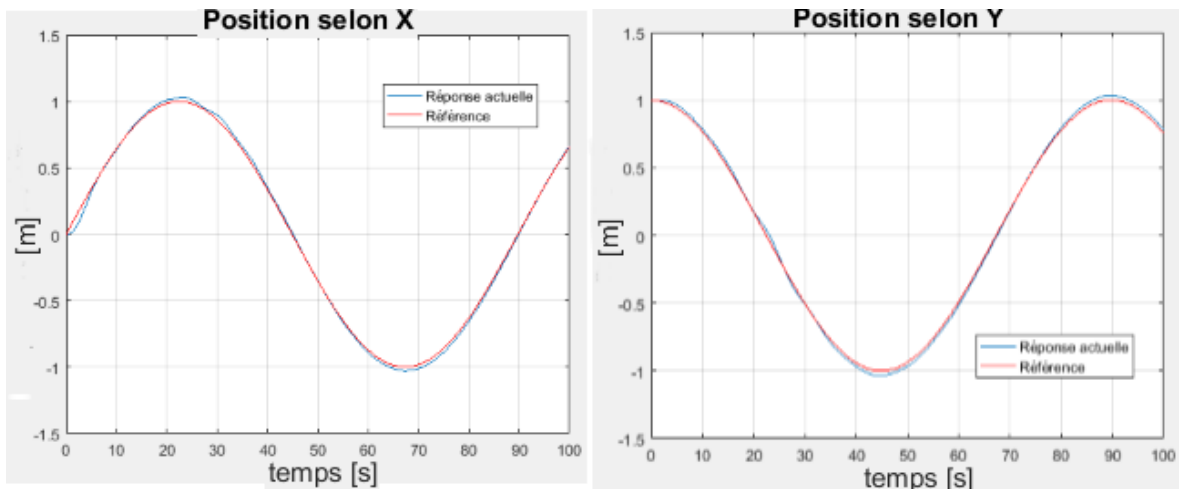 Position selon X
1.5
1
0.5
0
-0.5
-1
-1.5
[m]
Réponse actuelle
Référence
0 10 20 30 40 50 60 70 80 90 100
temps [s]
Position selon Y
1.5
1
0.5
0
-0.5
-1
-1.5
[m]
Réponse actuelle
Référence
0 10 20 30 40 50 60 70 80 90 100
temps [s]